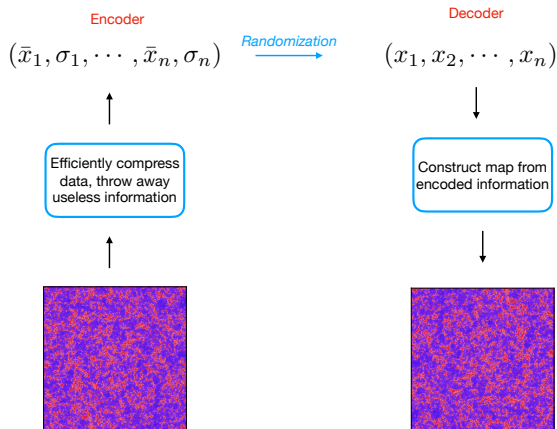 Encoder
(x̄₁, σ₁, ⋯ , x̄ₙ, σₙ)
Randomization
Decoder
(x₁, x₂, ⋯ , xₙ)
Efficiently compress
data, throw away
useless information
Construct map from
encoded information